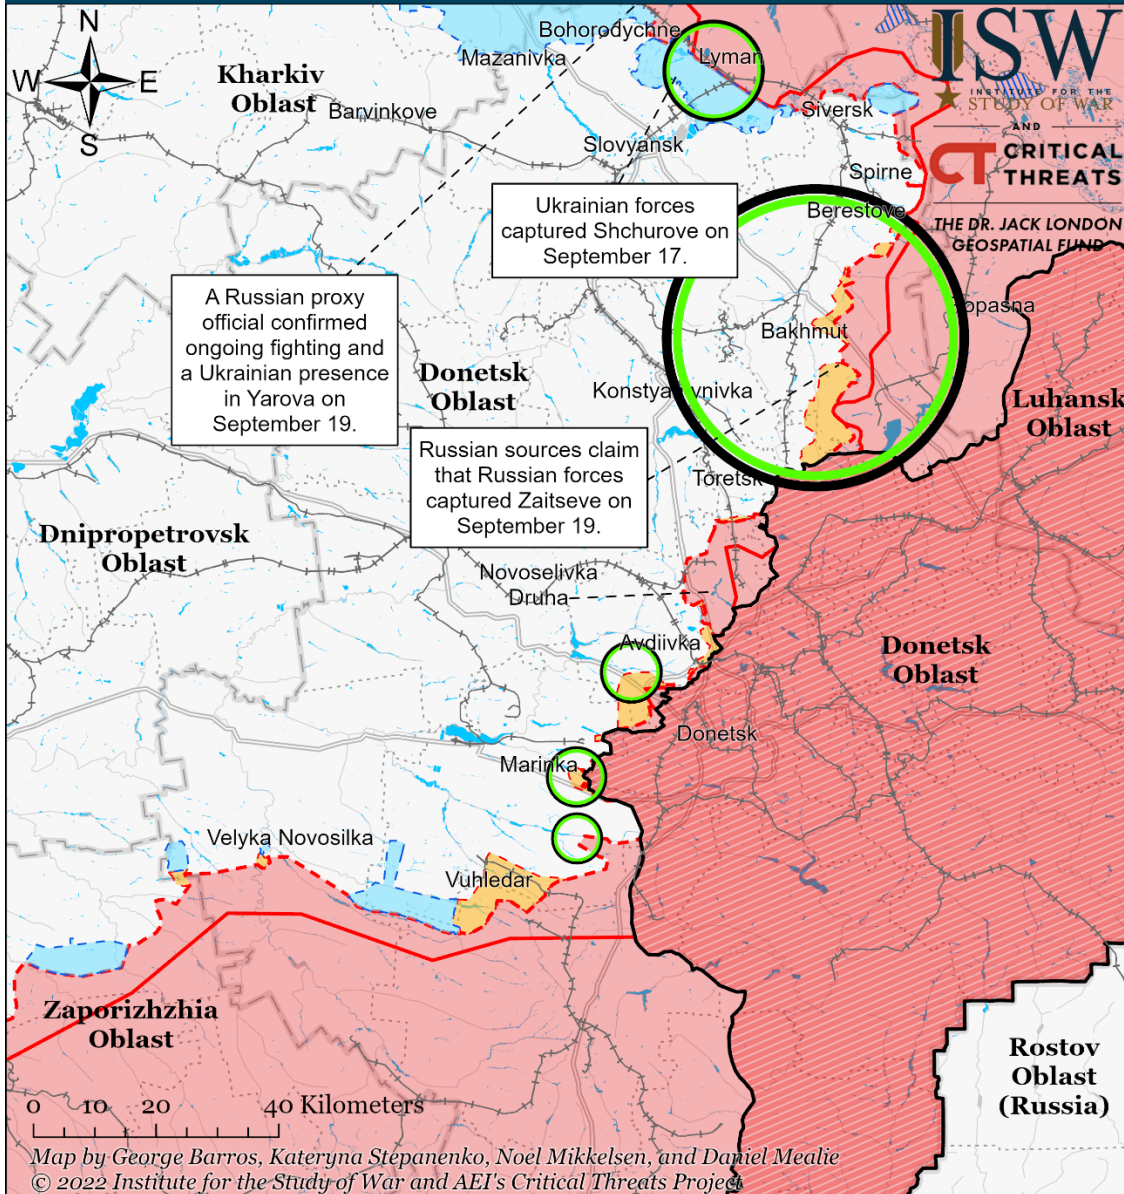 N
W E
S
ISW
INSTITUTE FOR THE
STUDY OF WAR
AND
CT CRITICAL
THREATS
THE DR. JACK LONDON
GEOSPATIAL FUND
Bohorodychne
Mazanivka
Lyman
Kharkiv
Oblast
Barvinkove
Siversk
Slovyansk
Spirne
Ukrainian forces
captured Shchurove on
September 17.
Berestove
A Russian proxy
official confirmed
ongoing fighting and
a Ukrainian presence
in Yarova on
September 19.
Popasna
Bakhmut
Donetsk
Oblast
Konstyantynivka
Luhansk
Oblast
Russian sources claim
that Russian forces
captured Zaitseve on
September 19.
Toretsk
Dnipropetrovsk
Oblast
Novoselivka
Druha
Avdiivka
Donetsk
Oblast
Donetsk
Marinka
Velyka Novosilka
Vuhledar
Zaporizhzhia
Oblast
Rostov
Oblast
(Russia)
0 10 20 40 Kilometers
Map by George Barros, Kateryna Stepanenko, Noel Mikkelsen, and Daniel Mealie
© 2022 Institute for the Study of War and AEI's Critical Threats Project